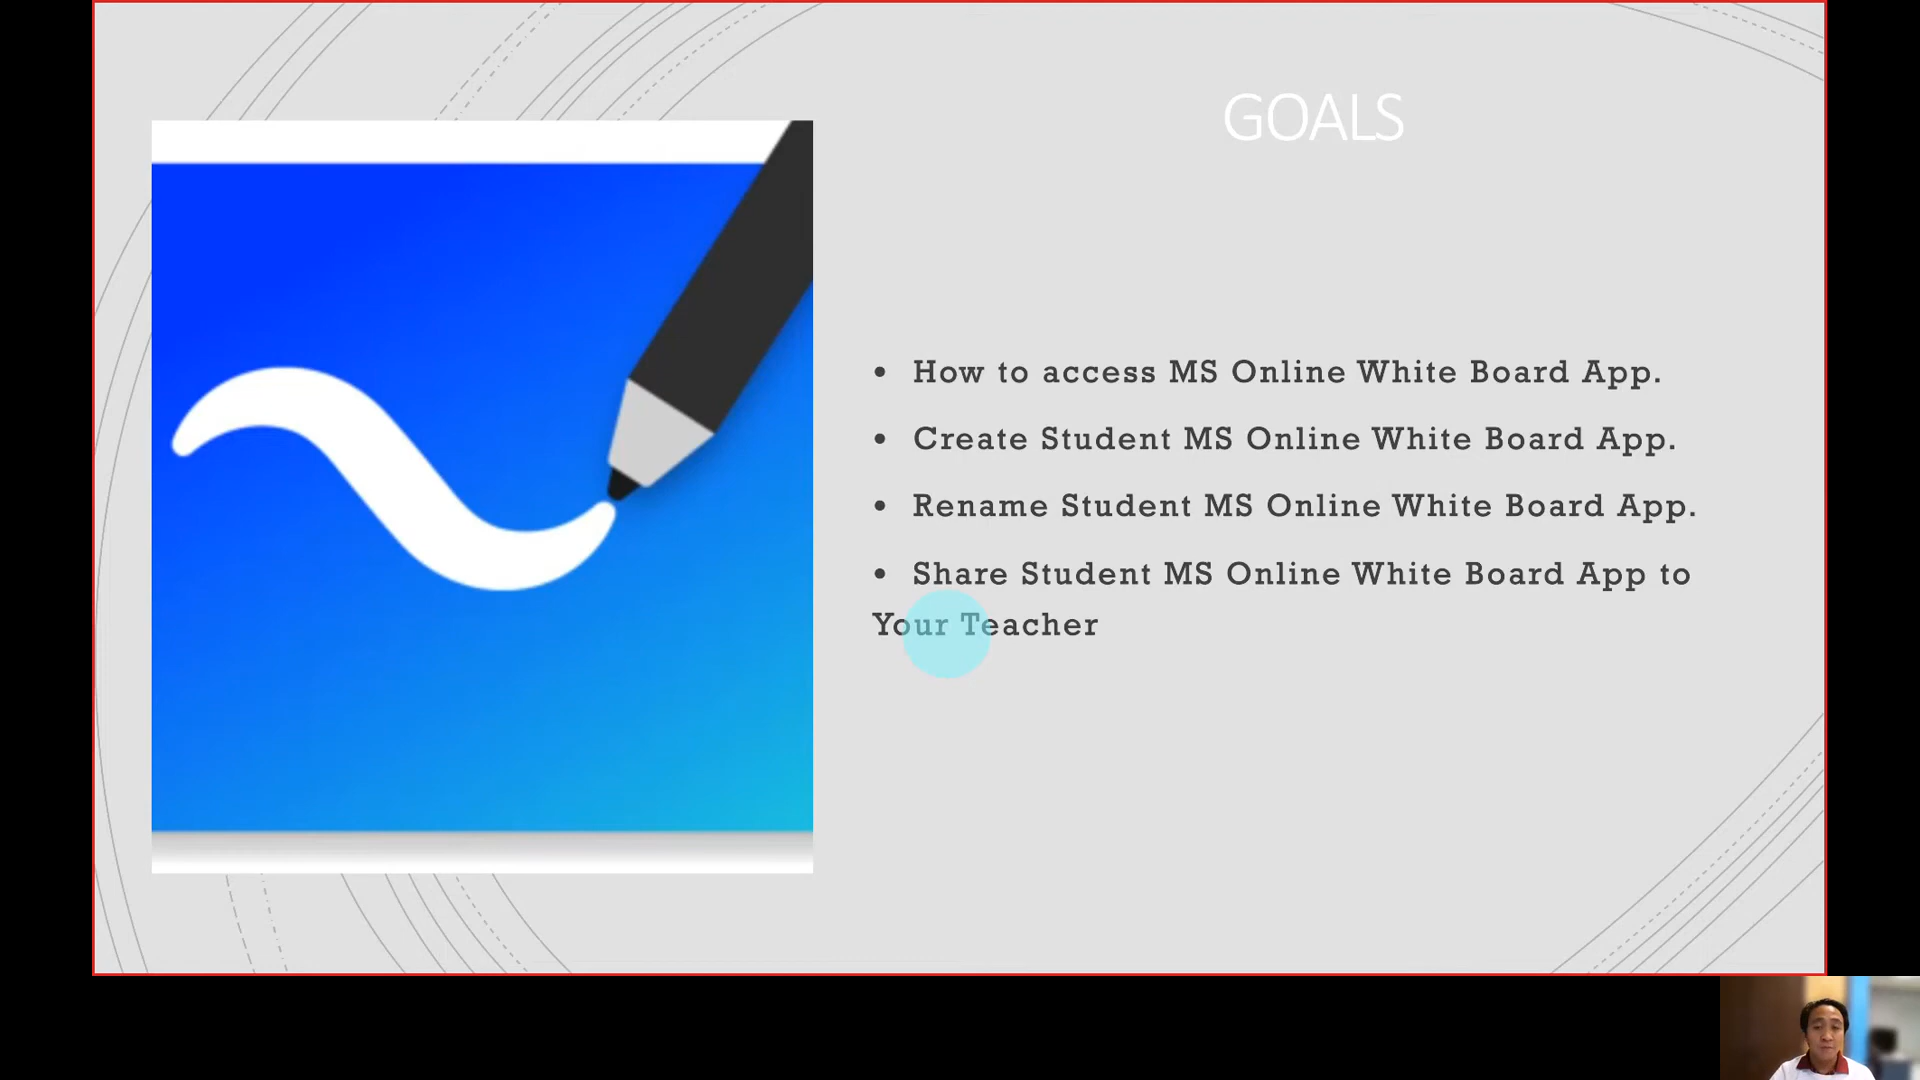 GOALS
• How to access MS Online White Board App.
• Create Student MS Online White Board App.
• Rename Student MS Online White Board App.
• Share Student MS Online White Board App to
Your Teacher